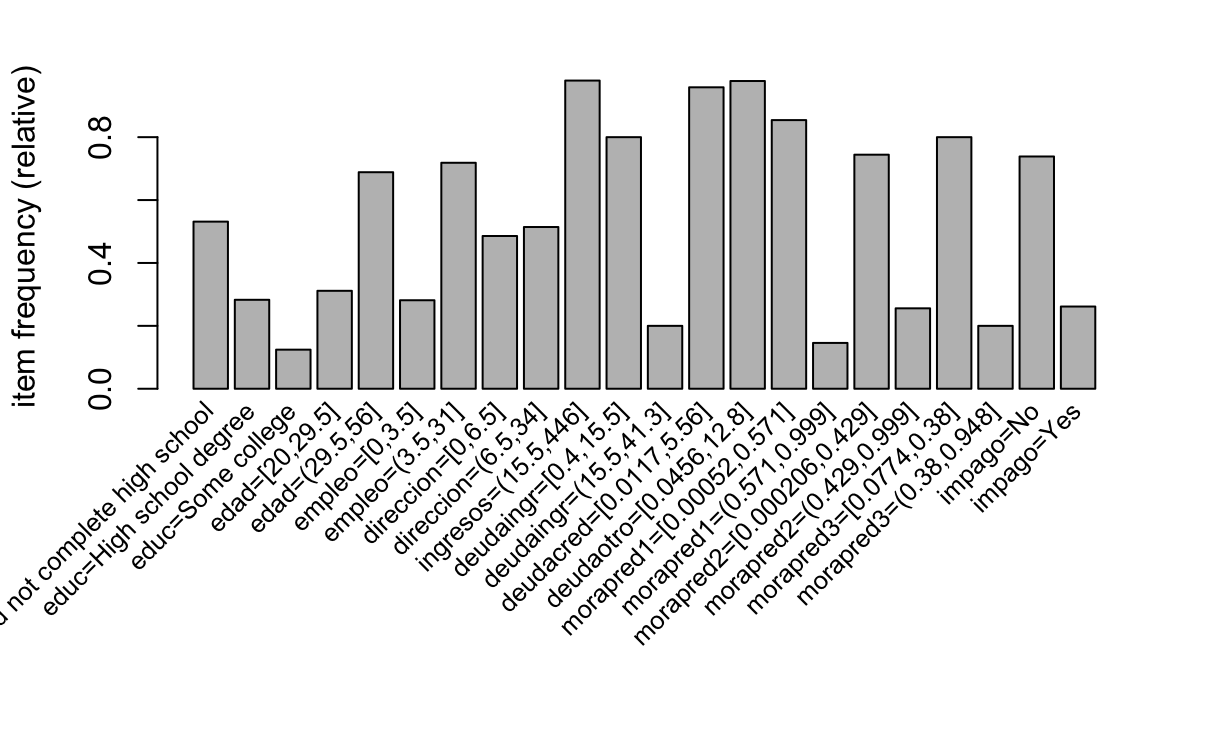 item frequency (relative)
0.8
0.4
0.0
not complete high school
educ=High school degree
educ=Some college
edad=[20,29.5]
edad=(29.5,56]
empleo=[0,3.5]
empleo=(3.5,31]
direccion=[0,6.5]
direccion=(6.5,34]
ingresos=(15.5,446]
deudaingr=[0.4,15.5]
deudaingr=(15.5,41.3]
deudacred=[0.0117,5.56]
deudaotro=[0.0456,12.8]
morapred1=[0.00052,0.571]
morapred1=(0.571,0.999]
morapred2=[0.000206,0.429]
morapred2=(0.429,0.999]
morapred3=[0.0774,0.38]
morapred3=(0.38,0.948]
impago=No
impago=Yes